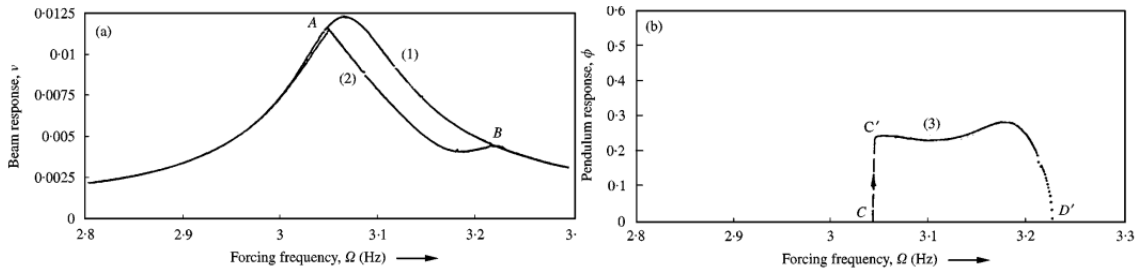 (a)
Beam response, v
0·0125
0·01
0·0075
0·005
0·0025
0
A
(1)
(2)
B
2·8
2·9
3
3·1
3·2
3·
Forcing frequency, Ω (Hz)
(b)
Pendulum response, ϕ
0·6
0·5
0·4
0·3
0·2
0·1
0
C′
(3)
C
D′
2·8
2·9
3
3·1
3·2
3·3
Forcing frequency, Ω (Hz)